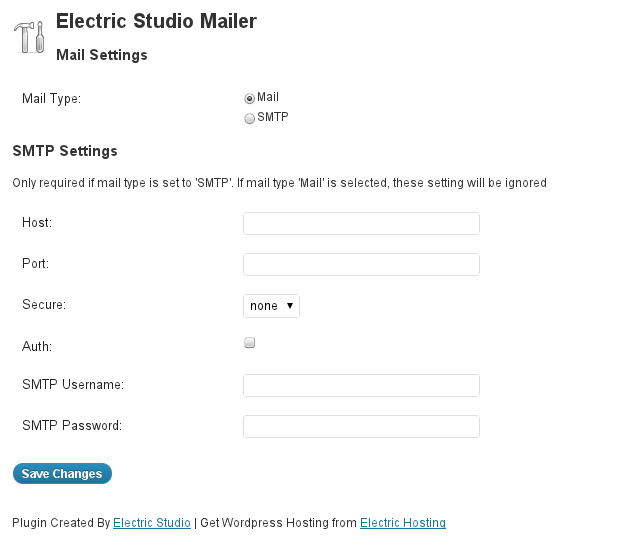 Electric Studio Mailer
Mail Settings
Mail Type:
Mail
SMTP
SMTP Settings
Only required if mail type is set to 'SMTP'. If mail type 'Mail' is selected, these setting will be ignored
Host:
Port:
Secure:
none
Auth:
SMTP Username:
SMTP Password:
Save Changes
Plugin Created By Electric Studio | Get Wordpress Hosting from Electric Hosting